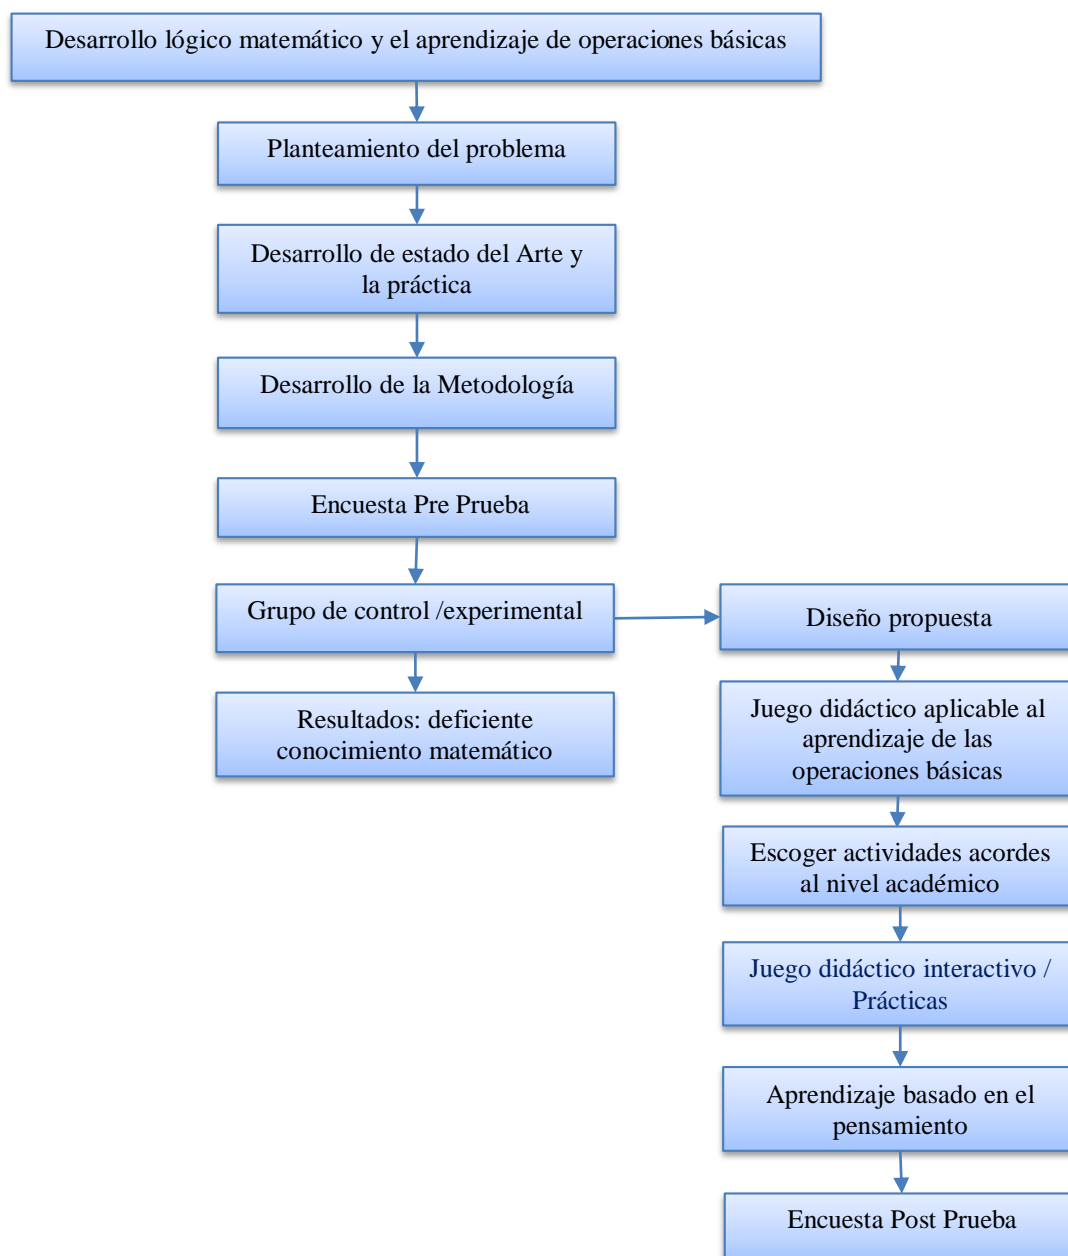 Desarrollo lógico matemático y el aprendizaje de operaciones básicas
Planteamiento del problema
Desarrollo de estado del Arte y
la práctica
Desarrollo de la Metodología
Encuesta Pre Prueba
Grupo de control /experimental
Resultados: deficiente
conocimiento matemático
Diseño propuesta
Juego didáctico aplicable al
aprendizaje de las
operaciones básicas
Escoger actividades acordes
al nivel académico
Juego didáctico interactivo /
Prácticas
Aprendizaje basado en el
pensamiento
Encuesta Post Prueba